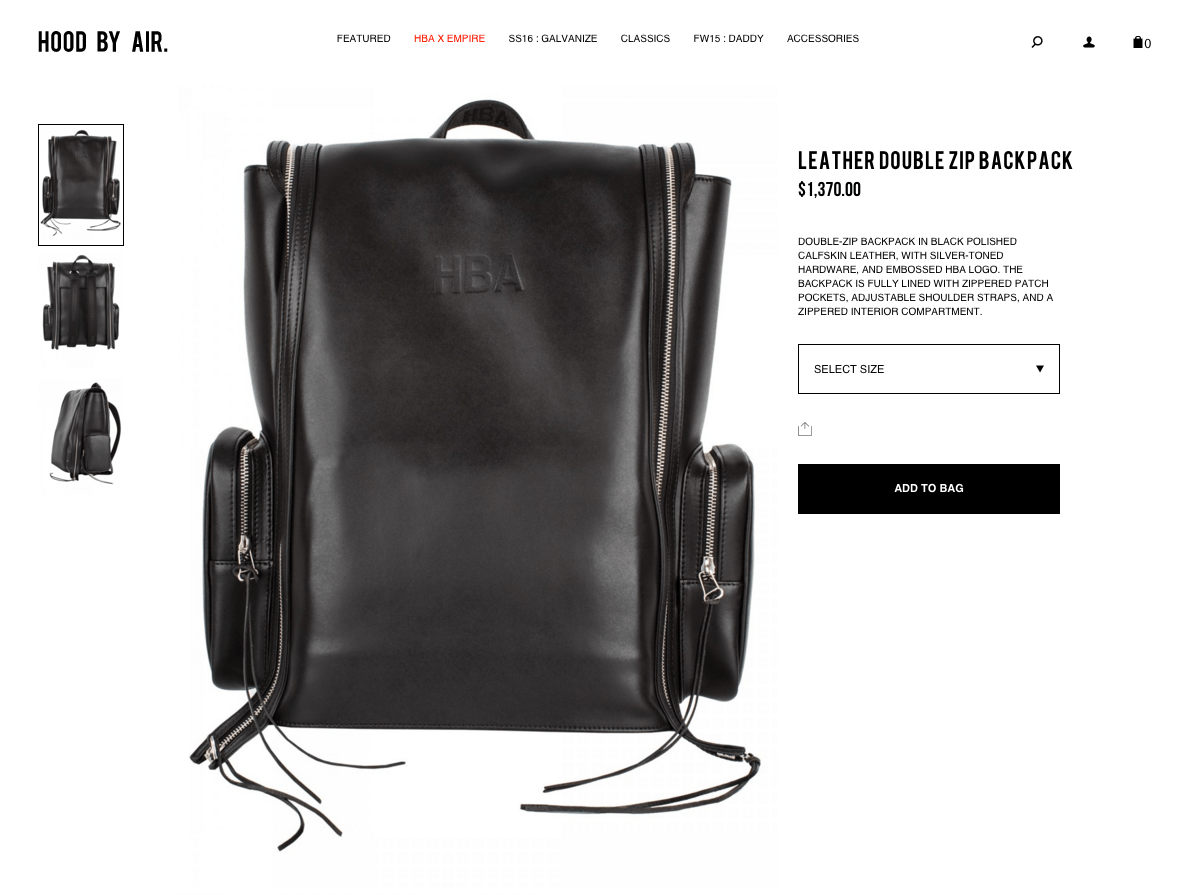 HOOD BY AIR.
FEATURED
HBA X EMPIRE
SS16 : GALVANIZE
CLASSICS
FW15 : DADDY
ACCESSORIES
0
HBA
HBA
LEATHER DOUBLE ZIP BACKPACK
$1,370.00
DOUBLE-ZIP BACKPACK IN BLACK POLISHED
CALFSKIN LEATHER, WITH SILVER-TONED
HARDWARE, AND EMBOSSED HBA LOGO. THE
BACKPACK IS FULLY LINED WITH ZIPPERED PATCH
POCKETS, ADJUSTABLE SHOULDER STRAPS, AND A
ZIPPERED INTERIOR COMPARTMENT.
SELECT SIZE
ADD TO BAG